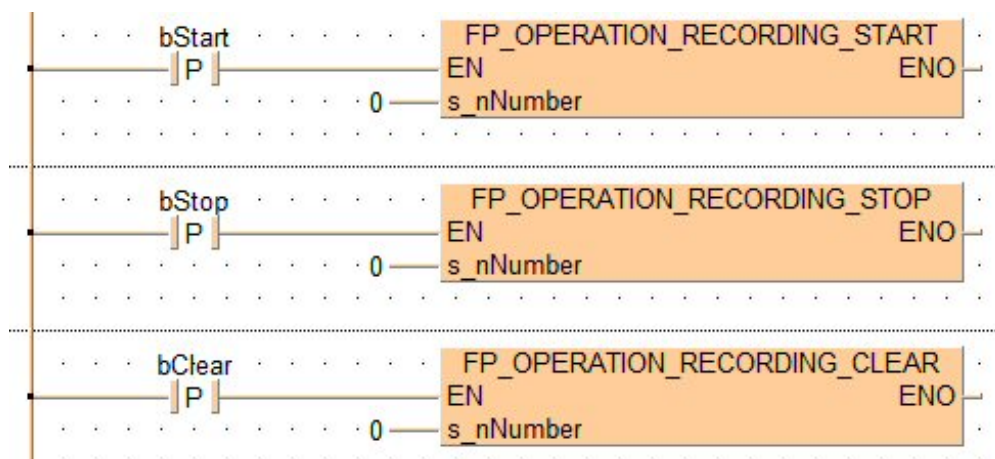 bStart FP_OPERATION_RECORDING_START
P EN ENO
0 s_nNumber
bStop FP_OPERATION_RECORDING_STOP
P EN ENO
0 s_nNumber
bClear FP_OPERATION_RECORDING_CLEAR
P EN ENO
0 s_nNumber